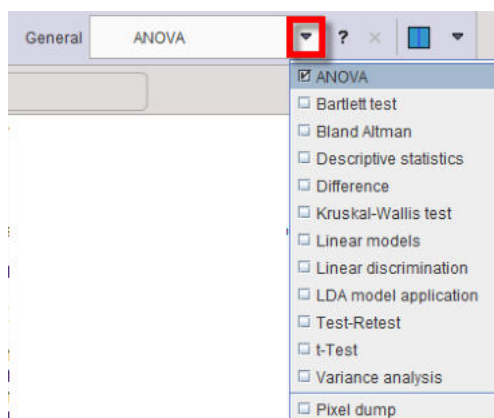 General ANOVA ?
ANOVA
Bartlett test
Bland Altman
Descriptive statistics
Difference
Kruskal-Wallis test
Linear models
Linear discrimination
LDA model application
Test-Retest
t-Test
Variance analysis
Pixel dump